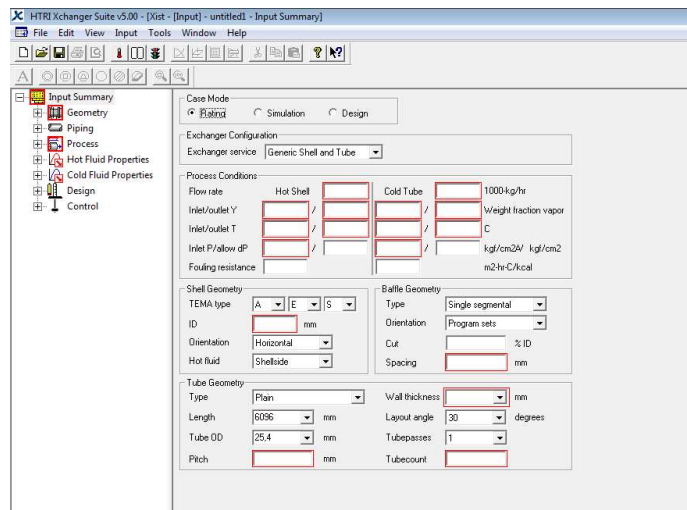 HTRI Xchanger Suite v5.00 - [Xist - [Input] - untitled1 - Input Summary]
File Edit View Input Tools Window Help
Input Summary
Geometry
Piping
Process
Hot Fluid Properties
Cold Fluid Properties
Design
Control
Case Mode
Rating Simulation Design
Exchanger Configuration
Exchanger service Generic Shell and Tube
Process Conditions
Flow rate Hot Shell Cold Tube 1000-kg/hr
Inlet/outlet Y / / Weight fraction vapor
Inlet/outlet T / / C
Inlet P/allow dP / / kgf/cm2A/ kgf/cm2
Fouling resistance m2-hr-C/kcal
Shell Geometry
TEMA type A E S
ID mm
Orientation Horizontal
Hot fluid Shellside
Baffle Geometry
Type Single segmental
Orientation Program sets
Cut % ID
Spacing mm
Tube Geometry
Type Plain Wall thickness mm
Length 6096 mm Layout angle 30 degrees
Tube OD 25,4 mm Tubepasses 1
Pitch mm Tubecount